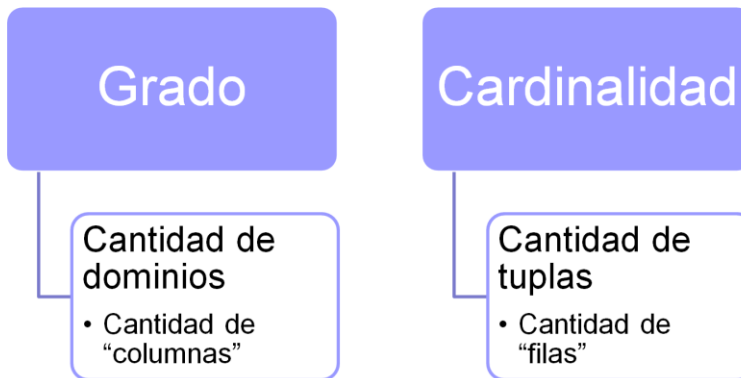 Grado
Cantidad de
dominios
• Cantidad de
“columnas”
Cardinalidad
Cantidad de
tuplas
• Cantidad de
“filas”